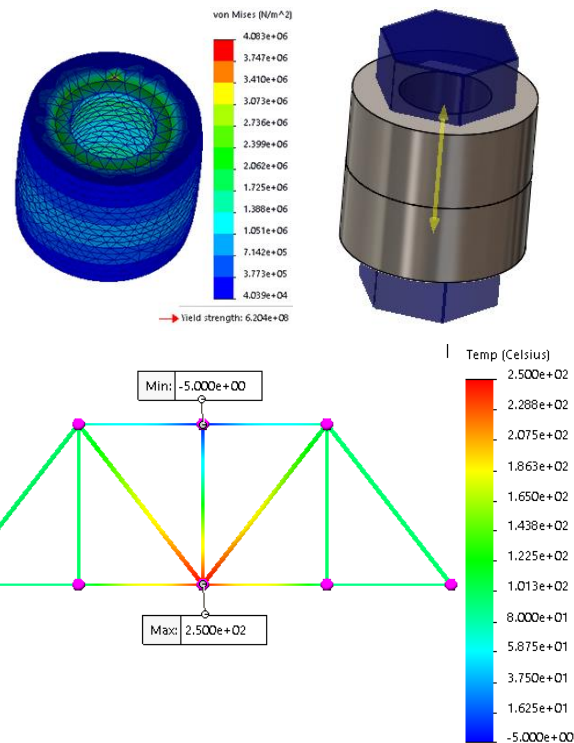 von Mises (N/m^2)
4.083e+06
3.747e+06
3.410e+06
3.073e+06
2.736e+06
2.399e+06
2.062e+06
1.725e+06
1.388e+06
1.051e+06
7.142e+05
3.773e+05
4.039e+04
Yield strength: 6.204e+08
Temp (Celsius)
2.500e+02
2.288e+02
2.075e+02
1.863e+02
1.650e+02
1.438e+02
1.225e+02
1.013e+02
8.000e+01
5.875e+01
3.750e+01
1.625e+01
-5.000e+00
Min: -5.000e+00
Max: 2.500e+02